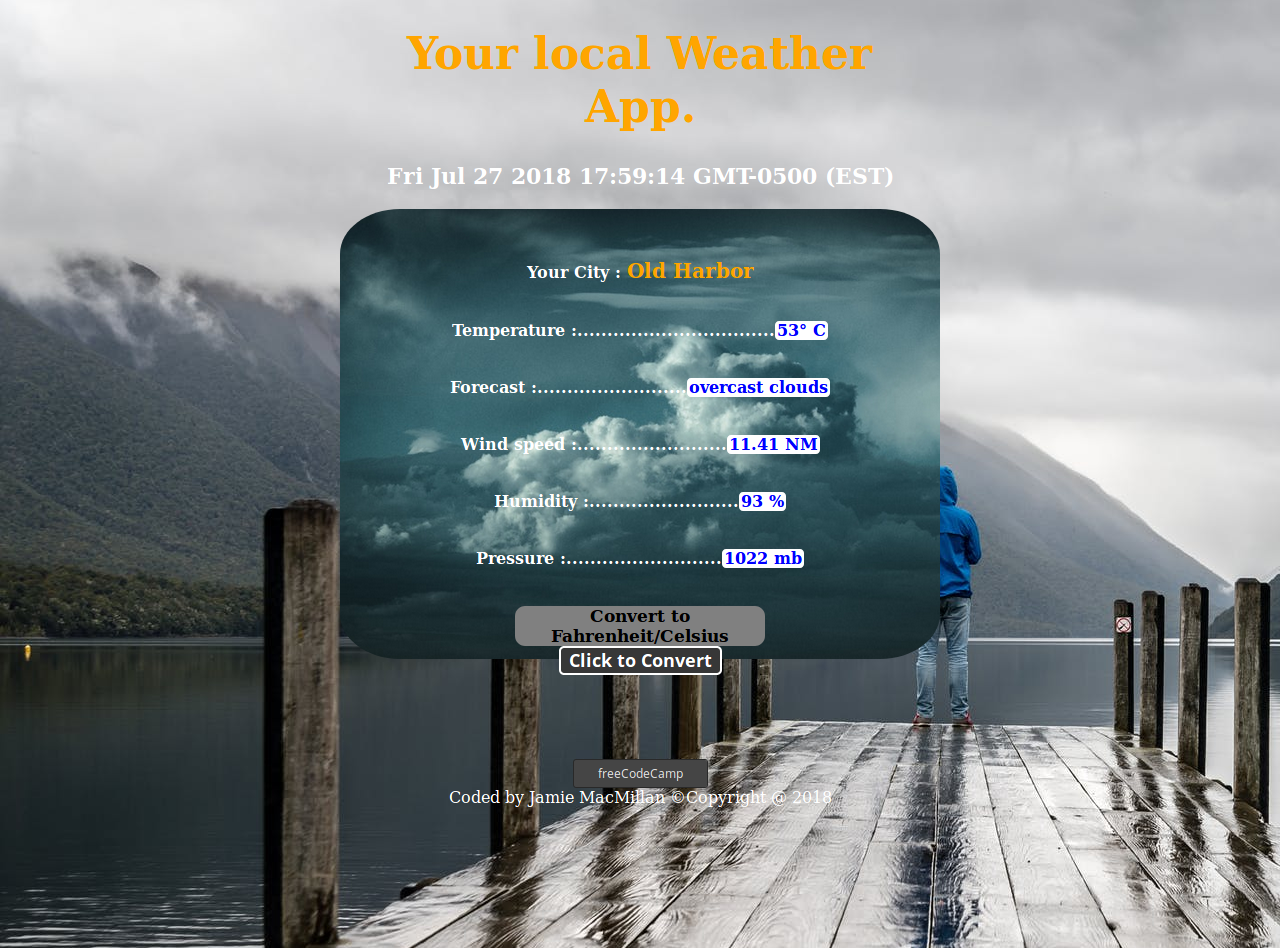 Your local Weather
App.
Fri Jul 27 2018 17:59:14 GMT-0500 (EST)
Your City : Old Harbor
Temperature :.................................53° C
Forecast :.........................overcast clouds
Wind speed :.........................11.41 NM
Humidity :.........................93 %
Pressure :..........................1022 mb
Convert to
Fahrenheit/Celsius
Click to Convert
freeCodeCamp
Coded by Jamie MacMillan ©Copyright @ 2018